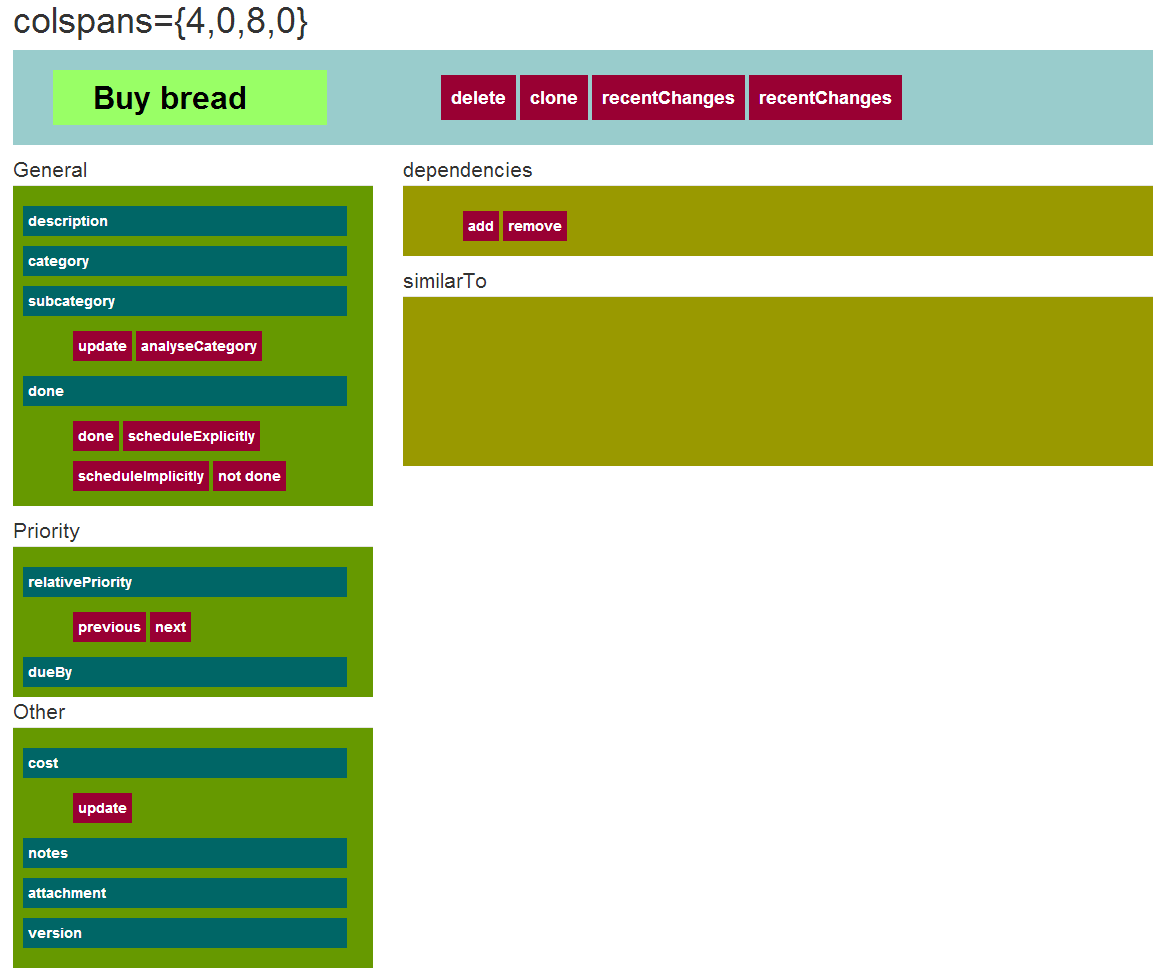 colspans={4,0,8,0}
Buy bread
delete clone recentChanges recentChanges
General
description
category
subcategory
update analyseCategory
done
done scheduleExplicitly
scheduleImplicitly not done
Priority
relativePriority
previous next
dueBy
Other
cost
update
notes
attachment
version
dependencies
add remove
similarTo